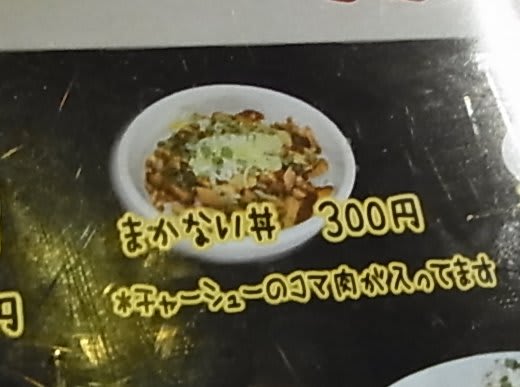 まかない丼 300円
*チャーシューのコマ肉が入ってます
円